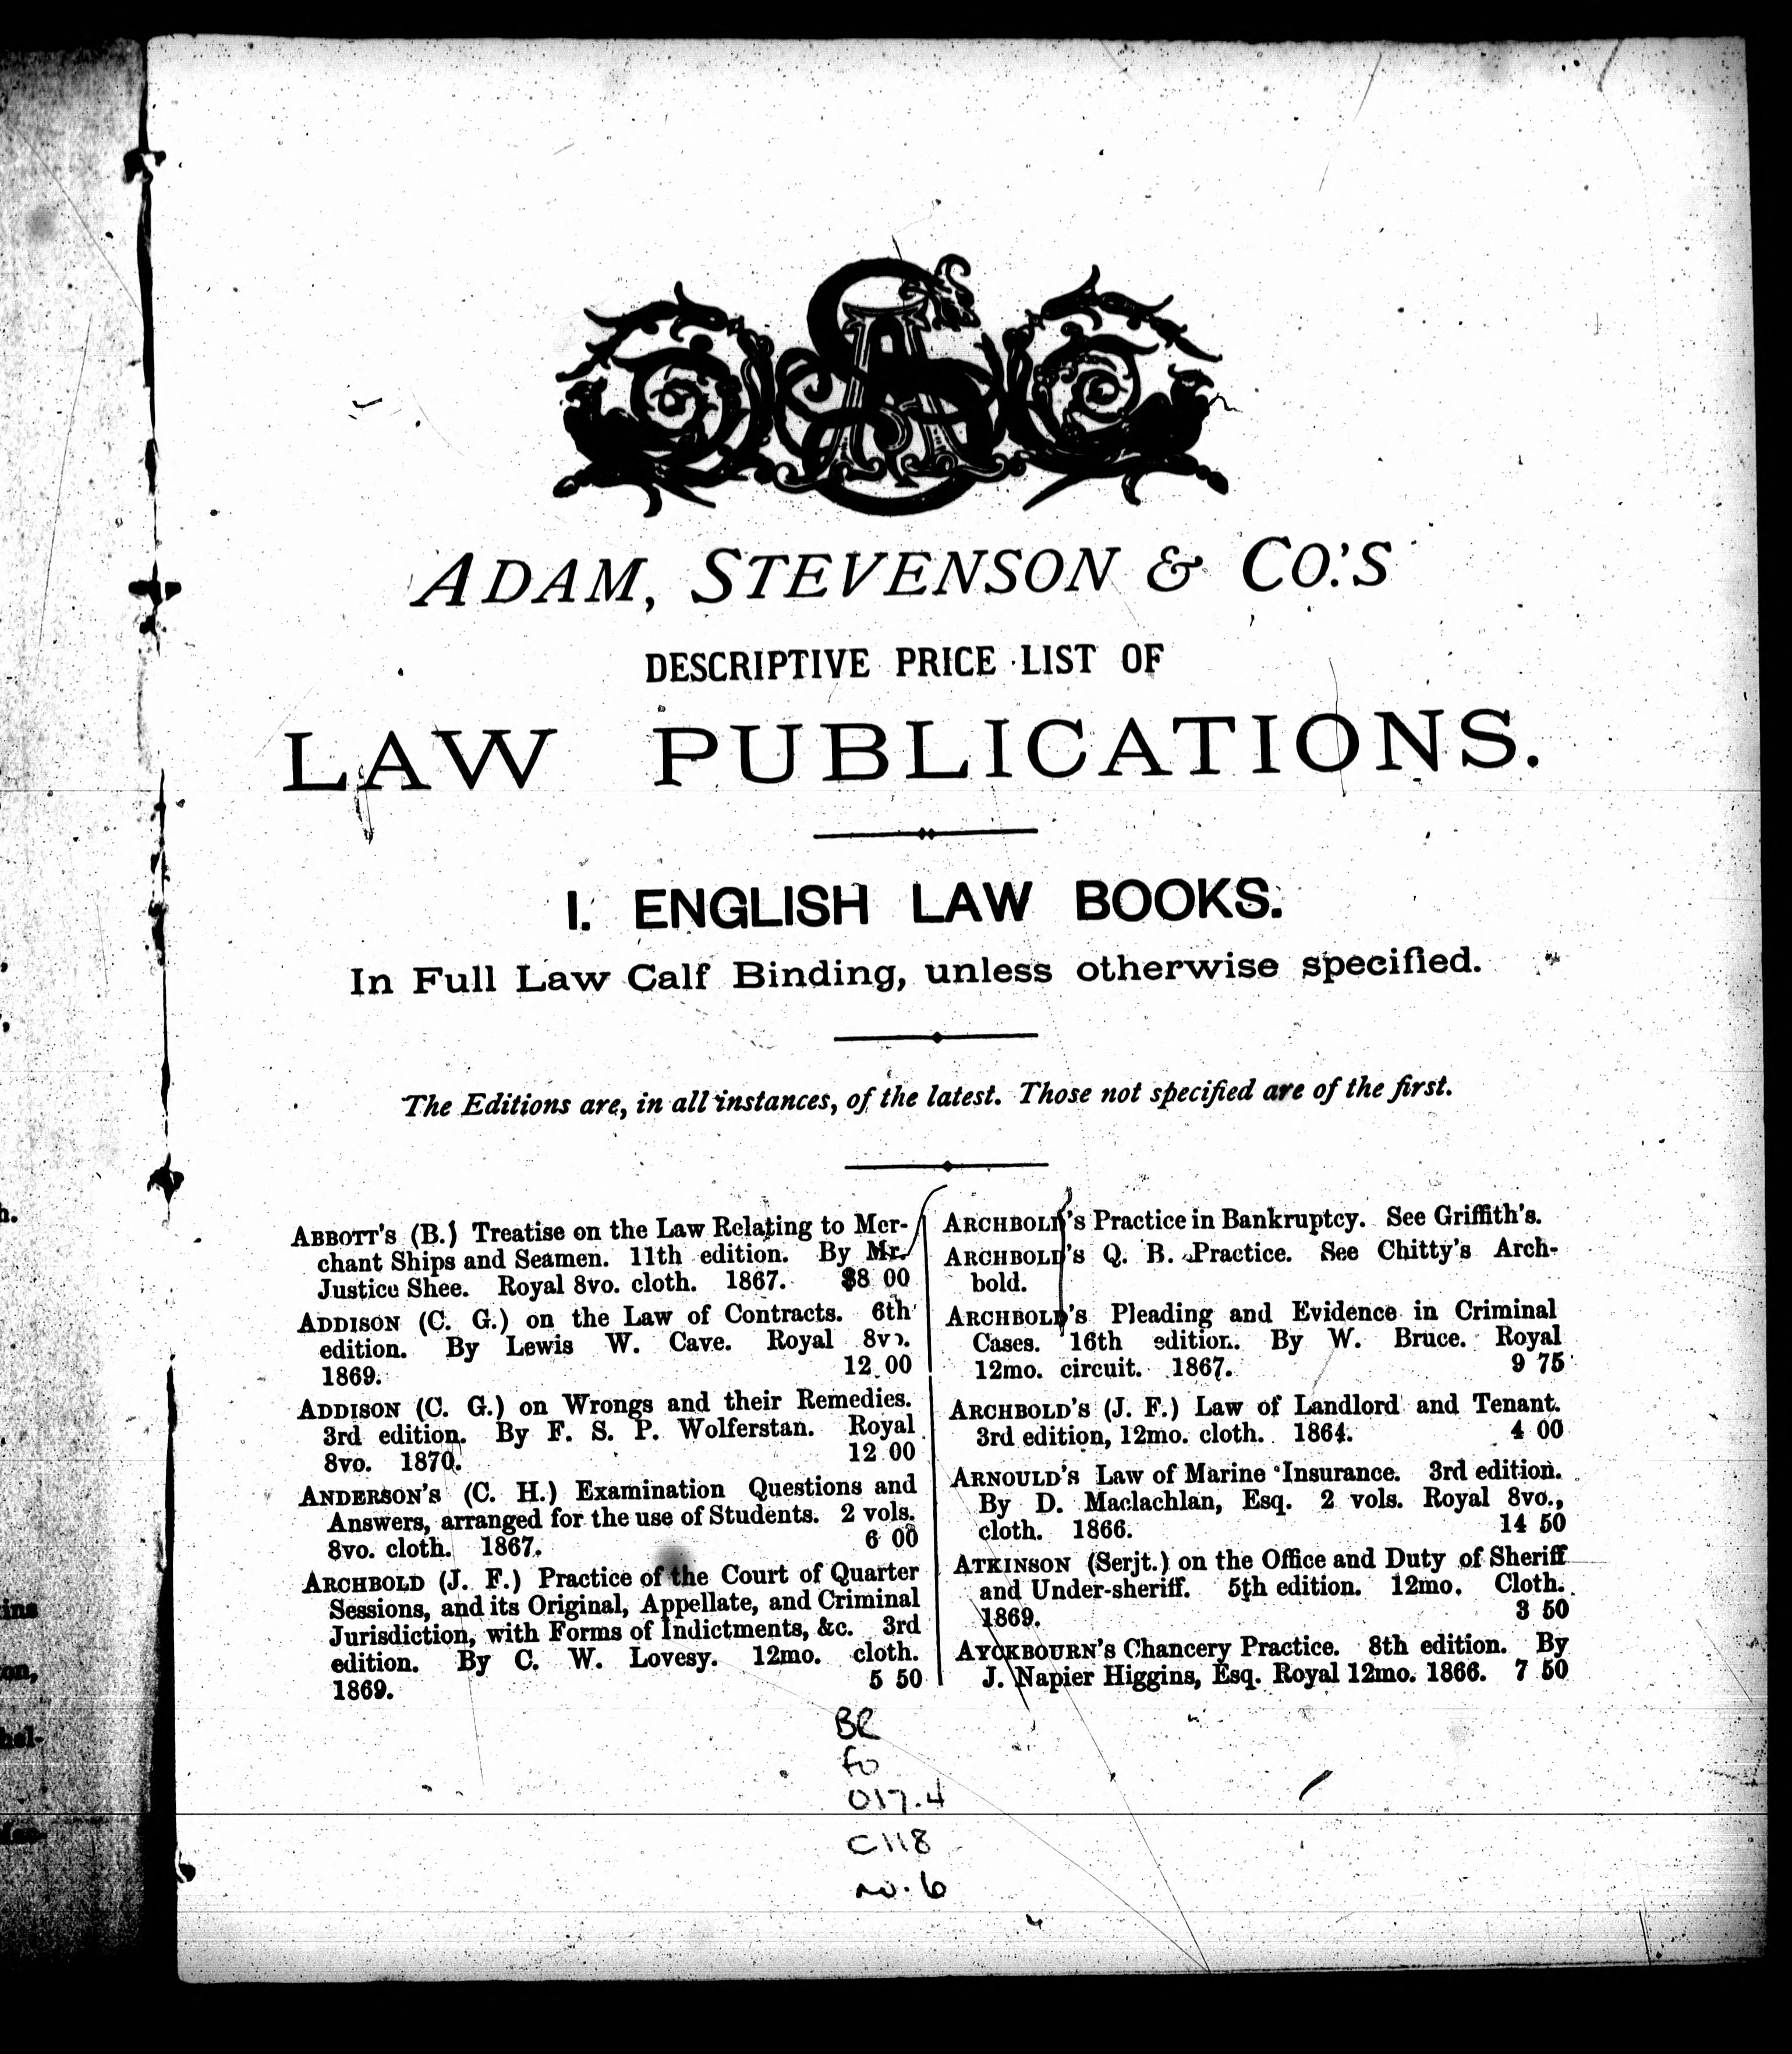 ADAM, STEVENSON & CO.'S
DESCRIPTIVE PRICE LIST OF
LAW PUBLICATIONS.
I. ENGLISH LAW BOOKS.
In Full Law Calf Binding, unless otherwise specified.
The Editions are, in all instances, of the latest. Those not specified are of the first.
ABBOTT'S (B.) Treatise on the Law Relating to Mer-
chant Ships and Seamen. 11th edition. By Mr.
Justice Shee. Royal 8vo. cloth. 1867. $8 00
ADDISON (C. G.) on the Law of Contracts. 6th
edition. By Lewis W. Cave. Royal 8vo.
1869. 12 00
ADDISON (C. G.) on Wrongs and their Remedies.
3rd edition. By F. S. P. Wolferstan. Royal
8vo. 1870. 12 00
ANDERSON'S (C. H.) Examination Questions and
Answers, arranged for the use of Students. 2 vols.
8vo. cloth. 1867. 6 00
ARCHBOLD (J. F.) Practice of the Court of Quarter
Sessions, and its Original, Appellate, and Criminal
Jurisdiction, with Forms of Indictments, &c. 3rd
edition. By C. W. Lovesy. 12mo. cloth.
1869. 5 50
ARCHBOLD'S Practice in Bankruptcy. See Griffith's.
ARCHBOLD'S Q. B. Practice. See Chitty's Arch-
bold.
ARCHBOLD'S Pleading and Evidence in Criminal
Cases. 16th edition. By W. Bruce. Royal
12mo. circuit. 1867. 9 75
ARCHBOLD'S (J. F.) Law of Landlord and Tenant.
3rd edition, 12mo. cloth. 1864. 4 00
ARNOULD'S Law of Marine Insurance. 3rd edition.
By D. Maclachlan, Esq. 2 vols. Royal 8vo.,
cloth. 1866. 14 50
ATKINSON (Serjt.) on the Office and Duty of Sheriff
and Under-sheriff. 5th edition. 12mo. Cloth.
1869. 3 50
AYCKBOURN'S Chancery Practice. 8th edition. By
J. Napier Higgins, Esq. Royal 12mo. 1866. 7 50
BR
fo
017.4
C118
no. 6